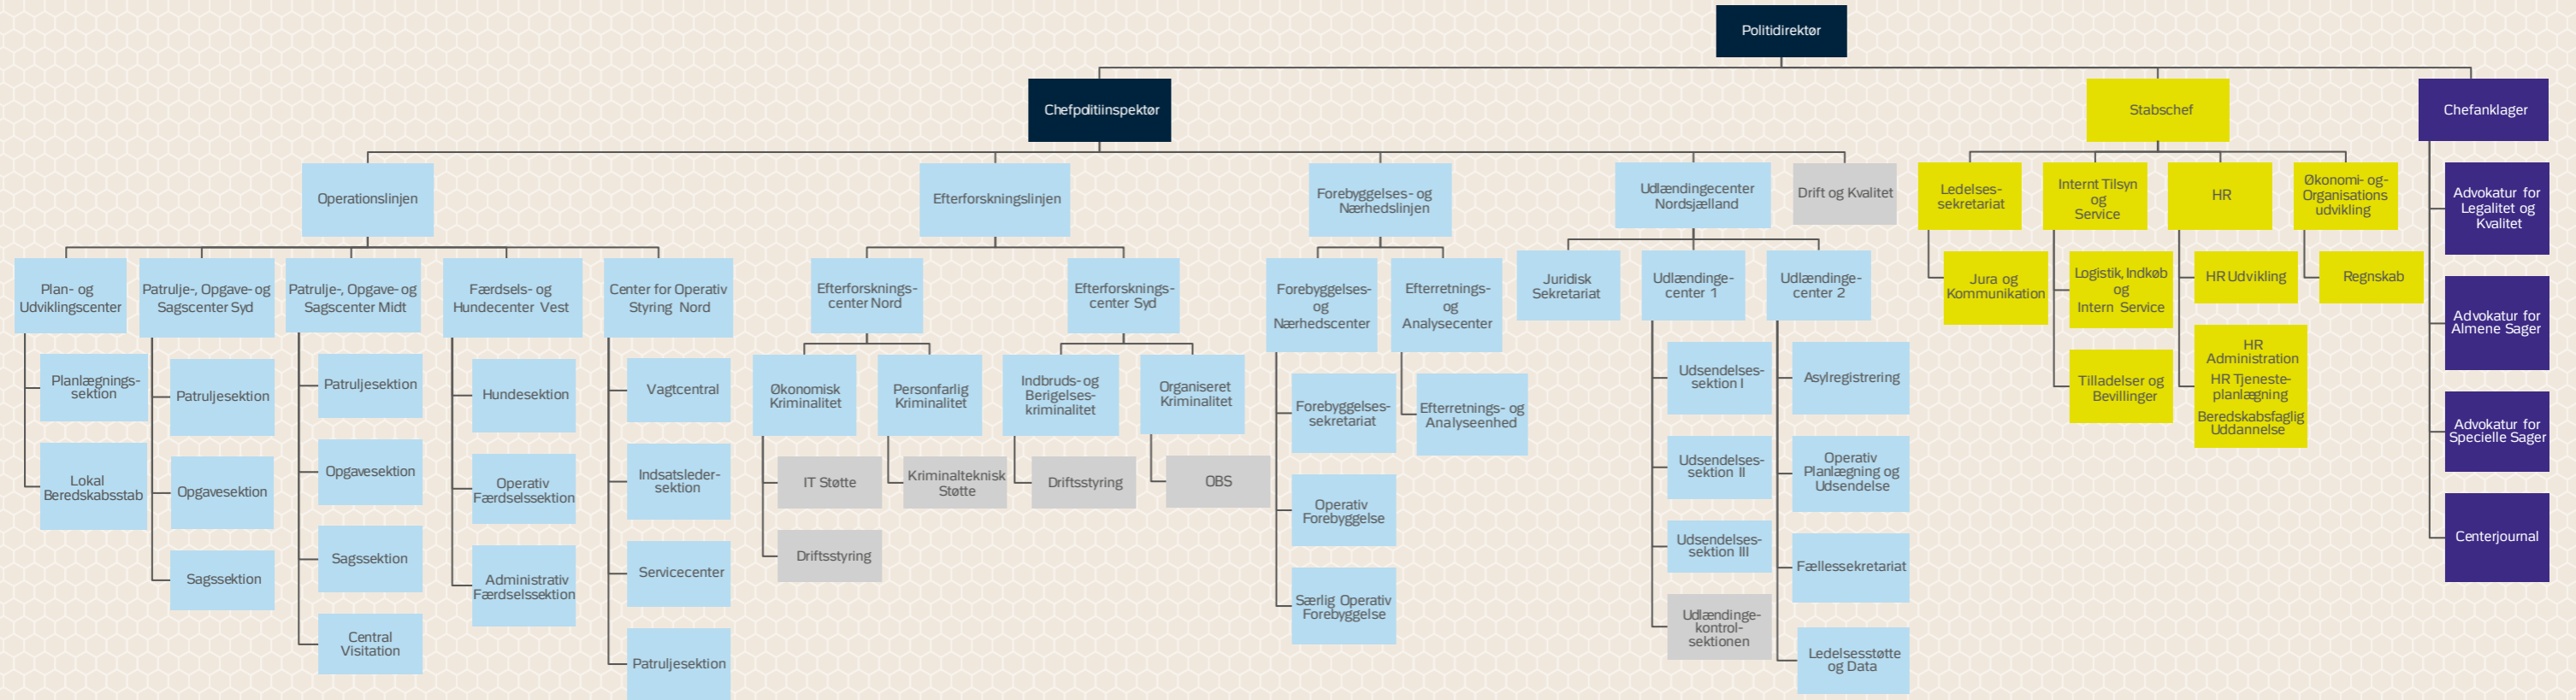 Politidirektør
Chefpolitiinspektør
Stabschef
Chefanklager
Operationslinjen
Efterforskningslinjen
Forebyggelses- og
Nærhedslinjen
Udlændingecenter
Nordsjælland
Drift og Kvalitet
Ledelses-
sekretariat
Internt Tilsyn
og
Service
HR
Økonomi- og-
Organisations
udvikling
Advokatur for
Legalitet og
Kvalitet
Plan- og
Udviklingscenter
Patrulje-, Opgave- og
Sagscenter Syd
Patrulje-, Opgave- og
Sagscenter Midt
Færdsels- og
Hundecenter Vest
Center for Operativ
Styring Nord
Efterforsknings-
center Nord
Efterforsknings-
center Syd
Forebyggelses-
og
Nærhedscenter
Efterretnings-
og
Analysecenter
Juridisk
Sekretariat
Udlændinge-
center 1
Udlændinge-
center 2
Jura og
Kommunikation
Logistik, Indkøb
og
Intern Service
HR Udvikling
Regnskab
Advokatur for
Almene Sager
Planlægnings-
sektion
Patruljesektion
Patruljesektion
Hundesektion
Vagtcentral
Økonomisk
Kriminalitet
Personfarlig
Kriminalitet
Indbruds- og
Berigelses-
kriminalitet
Organiseret
Kriminalitet
Forebyggelses-
sekretariat
Efterretnings- og
Analyseenhed
Udsendelses-
sektion I
Asylregistrering
Tilladelser og
Bevillinger
HR
Administration
HR Tjeneste-
planlægning
Beredskabsfaglig
Uddannelse
Advokatur for
Specielle Sager
Lokal
Beredskabsstab
Opgavesektion
Opgavesektion
Operativ
Færdselssektion
Indsatsleder-
sektion
IT Støtte
Kriminalteknisk
Støtte
Driftsstyring
OBS
Operativ
Forebyggelse
Udsendelses-
sektion II
Operativ
Planlægning og
Udsendelse
Centerjournal
Sagssektion
Sagssektion
Administrativ
Færdselssektion
Servicecenter
Driftsstyring
Særlig Operativ
Forebyggelse
Udsendelses-
sektion III
Fællessekretariat
Central
Visitation
Patruljesektion
Udlændinge-
kontrol-
sektionen
Ledelsesstøtte
og Data